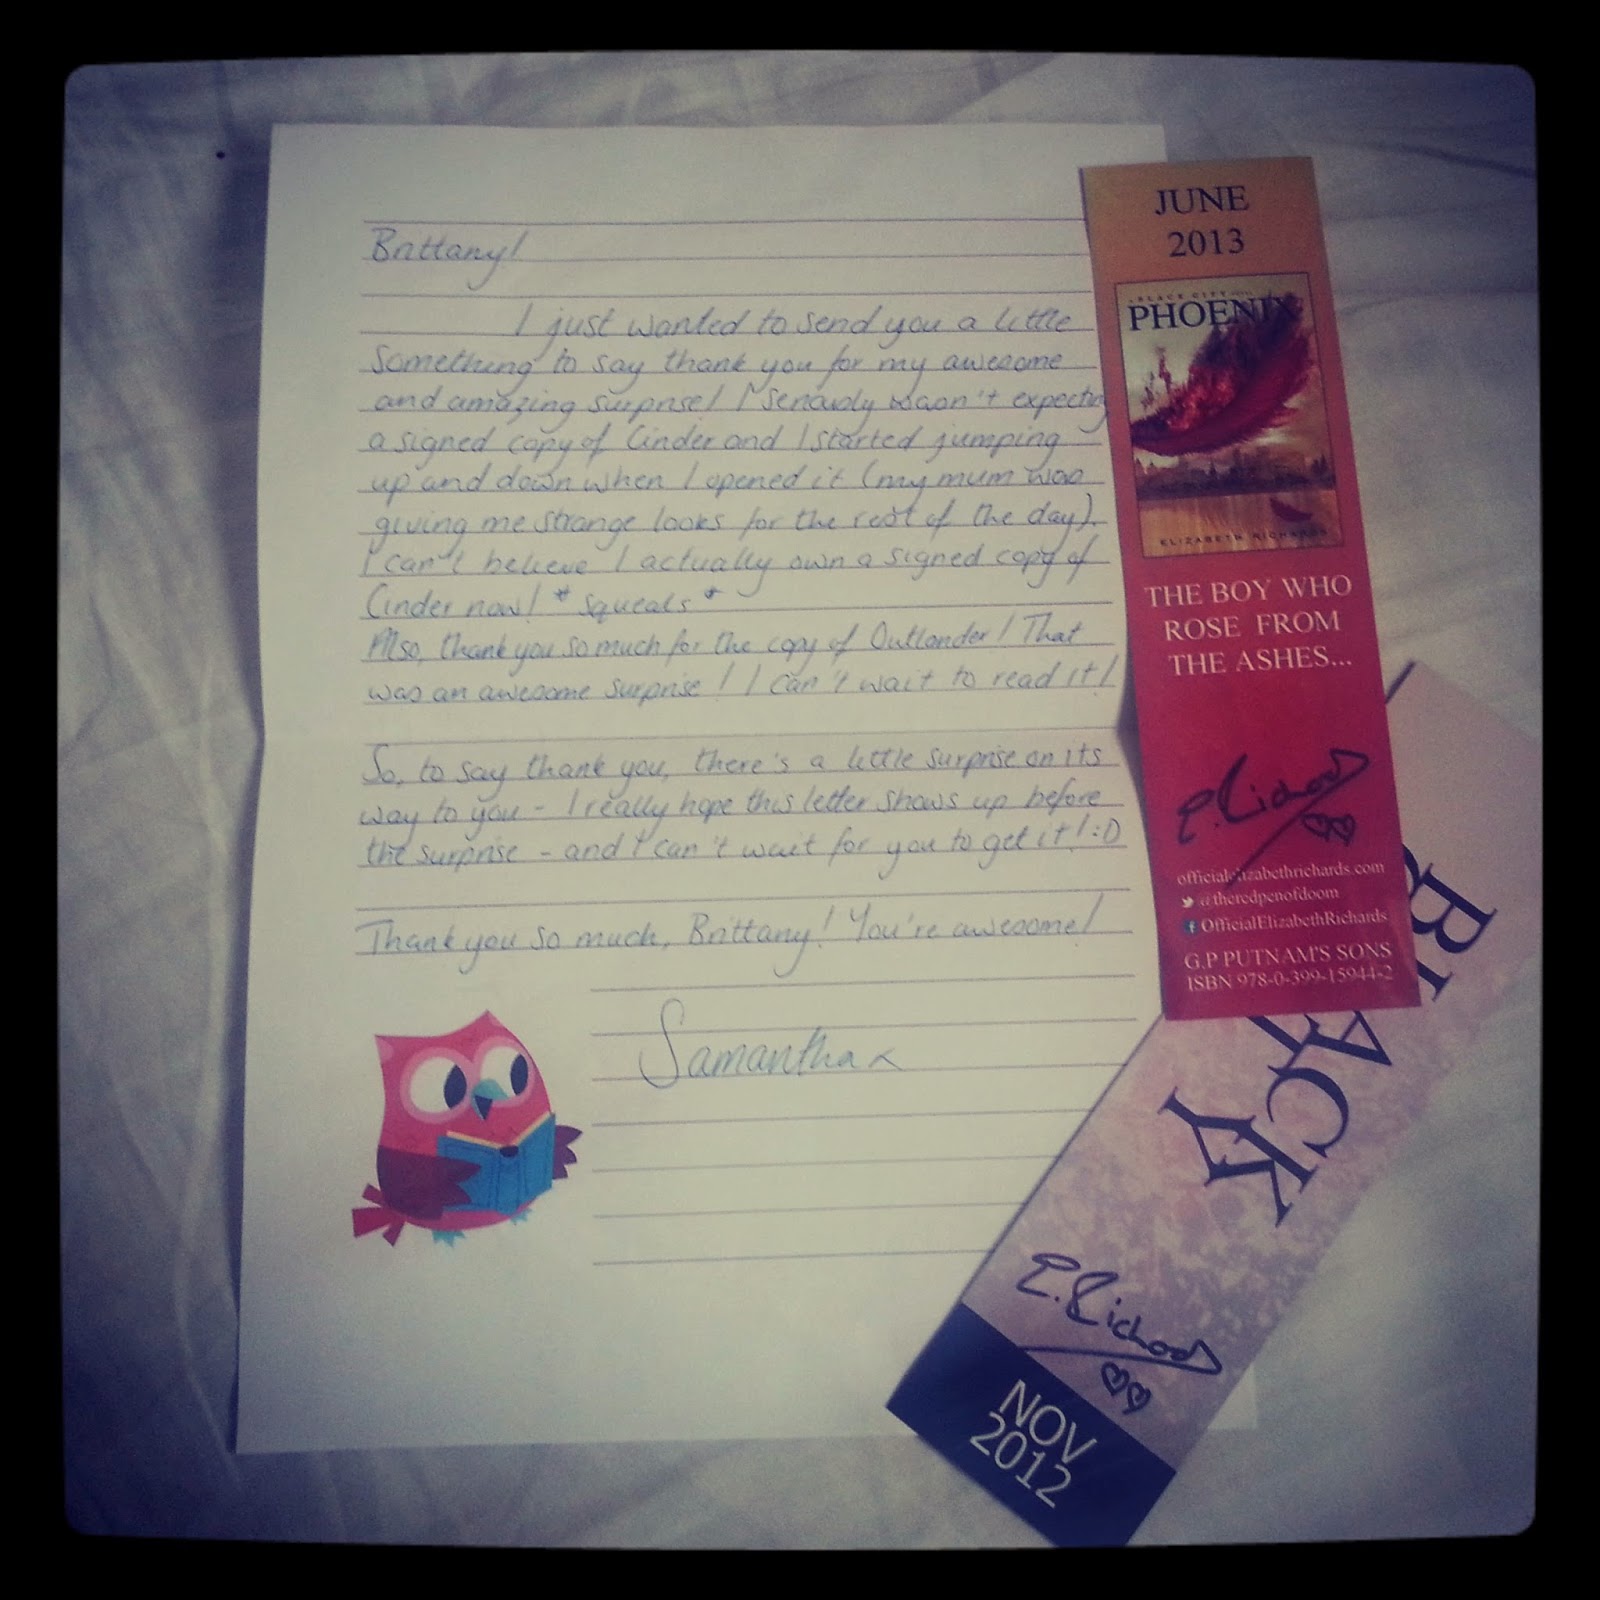 Brittany!
I just wanted to send you a little
something to say thank you for my awesome
and amazing surprise! I seriously wasn't expecting
a signed copy of Cinder and I started jumping
up and down when I opened it (my mum was
giving me strange looks for the rest of the day).
I can't believe I actually own a signed copy of
Cinder now! *squeals*
Also, thank you so much for the copy of Outlander! That
was an awesome surprise! I can't wait to read it!
So, to say thank you, there's a little surprise on its
way to you - I really hope this letter shows up before
the surprise - and I can't wait for you to get it! :D
Thank you so much, Brittany! You're awesome!
Samantha x
JUNE
2013
A BLACK CITY
PHOENIX
ELIZABETH RICHARDS
THE BOY WHO
ROSE FROM
THE ASHES...
E. Richards
officialelizabethrichards.com
@theredpenofdoom
OfficialElizabethRichards
G.P PUTNAM'S SONS
ISBN 978-0-399-15944-2
BLACK
E. Richards
NOV
2012